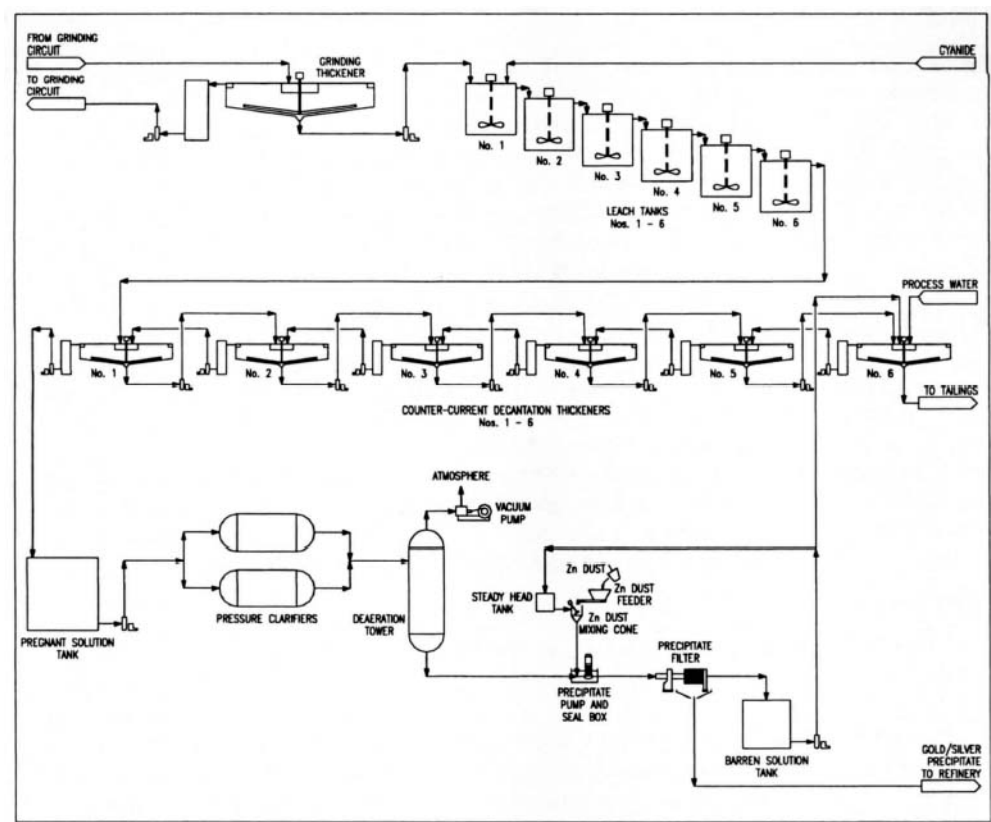 FROM GRINDING
CIRCUIT
TO GRINDING
CIRCUIT
GRINDING
THICKENER
CYANIDE
No. 1
No. 2
No. 3
No. 4
No. 5
No. 6
LEACH TANKS
Nos. 1 - 6
PROCESS WATER
No. 1
No. 2
No. 3
No. 4
No. 5
No. 6
TO TAILINGS
COUNTER-CURRENT DECANTATION THICKENERS
Nos. 1 - 6
ATMOSPHERE
VACUUM
PUMP
PREGNANT SOLUTION
TANK
PRESSURE CLARIFIERS
DEAERATION
TOWER
STEADY HEAD
TANK
Zn DUST
Zn DUST
FEEDER
Zn DUST
MIXING CONE
PRECIPITATE
PUMP AND
SEAL BOX
PRECIPITATE
FILTER
BARREN SOLUTION
TANK
GOLD/SILVER
PRECIPITATE
TO REFINERY